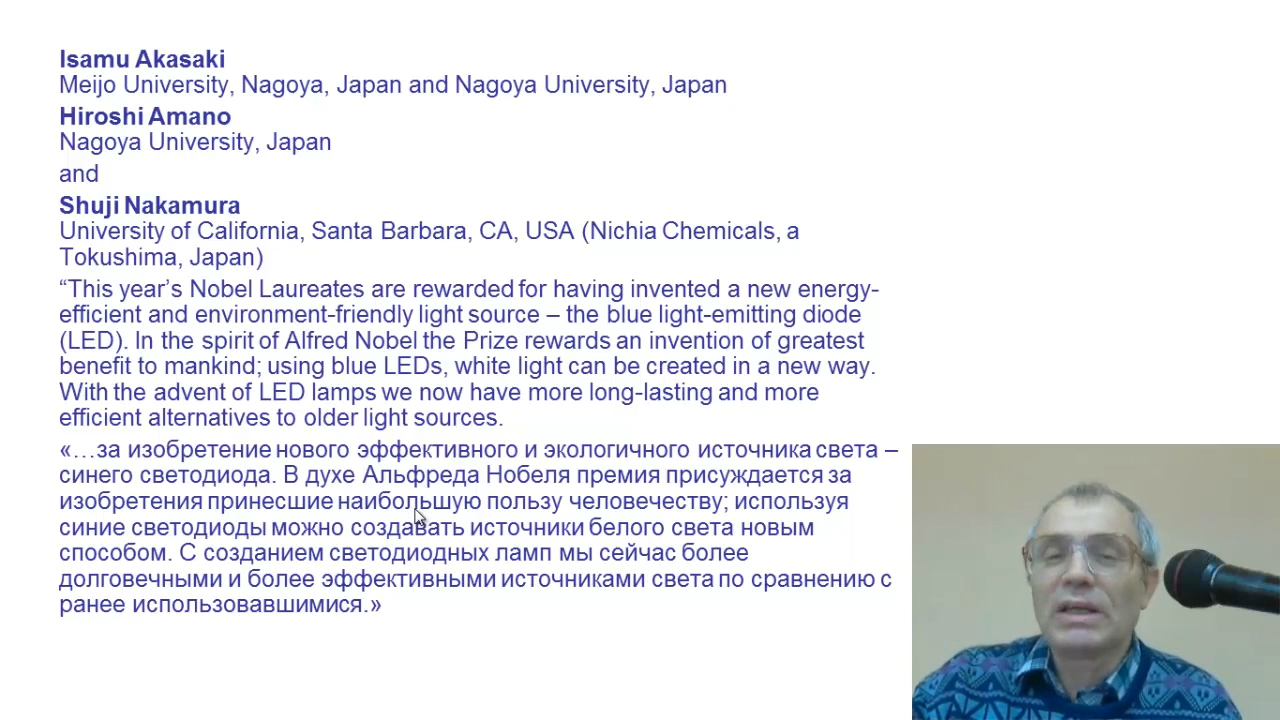 Isamu Akasaki
Meijo University, Nagoya, Japan and Nagoya University, Japan
Hiroshi Amano
Nagoya University, Japan
and
Shuji Nakamura
University of California, Santa Barbara, CA, USA (Nichia Chemicals, a
Tokushima, Japan)
“This year’s Nobel Laureates are rewarded for having invented a new energy-
efficient and environment-friendly light source – the blue light-emitting diode
(LED). In the spirit of Alfred Nobel the Prize rewards an invention of greatest
benefit to mankind; using blue LEDs, white light can be created in a new way.
With the advent of LED lamps we now have more long-lasting and more
efficient alternatives to older light sources.
«…за изобретение нового эффективного и экологичного источника света –
синего светодиода. В духе Альфреда Нобеля премия присуждается за
изобретения принесшие наибольшую пользу человечеству; используя
синие светодиоды можно создавать источники белого света новым
способом. С созданием светодиодных ламп мы сейчас более
долговечными и более эффективными источниками света по сравнению с
ранее использовавшимися.»